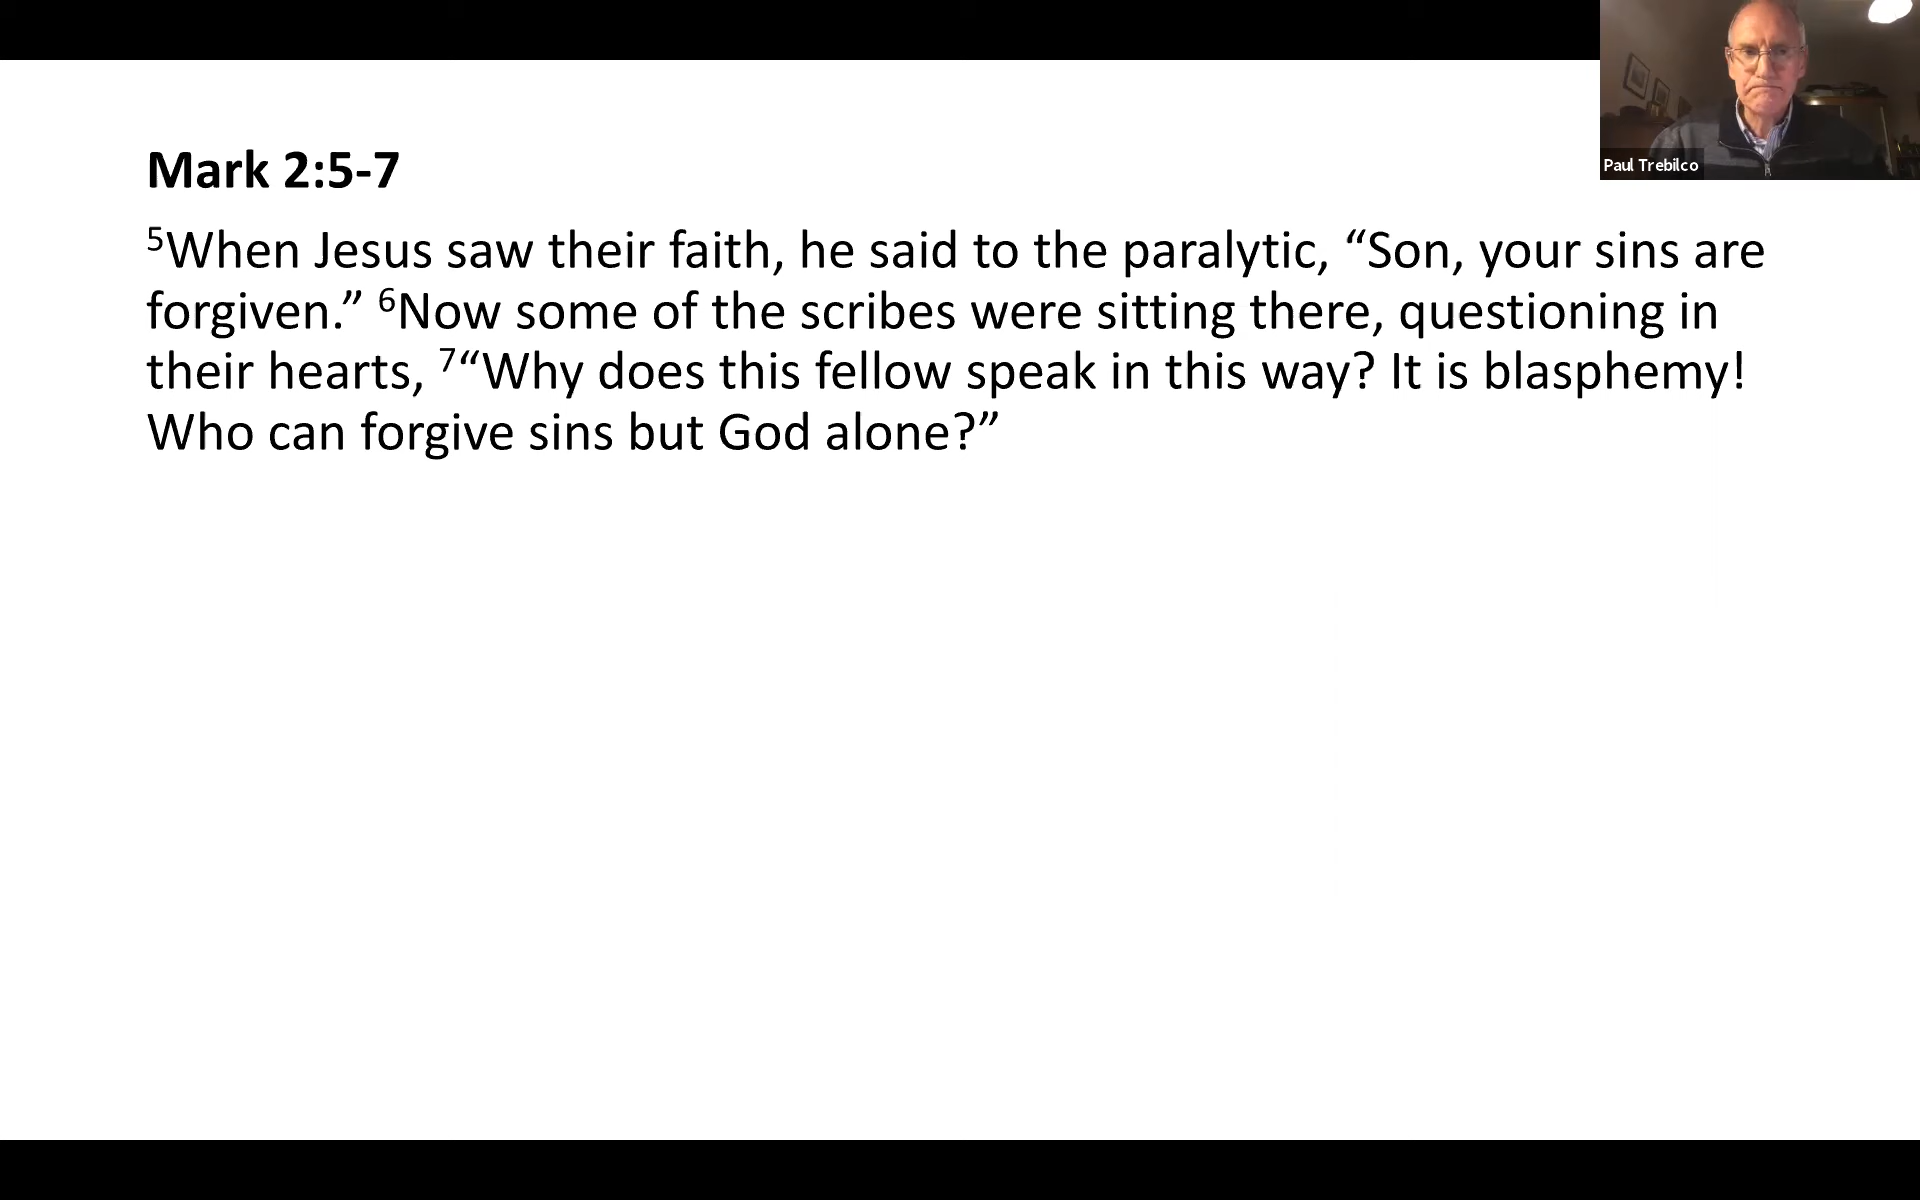 Paul Trebilco
Mark 2:5-7
⁵When Jesus saw their faith, he said to the paralytic, “Son, your sins are
forgiven.” ⁶Now some of the scribes were sitting there, questioning in
their hearts, ⁷“Why does this fellow speak in this way? It is blasphemy!
Who can forgive sins but God alone?”